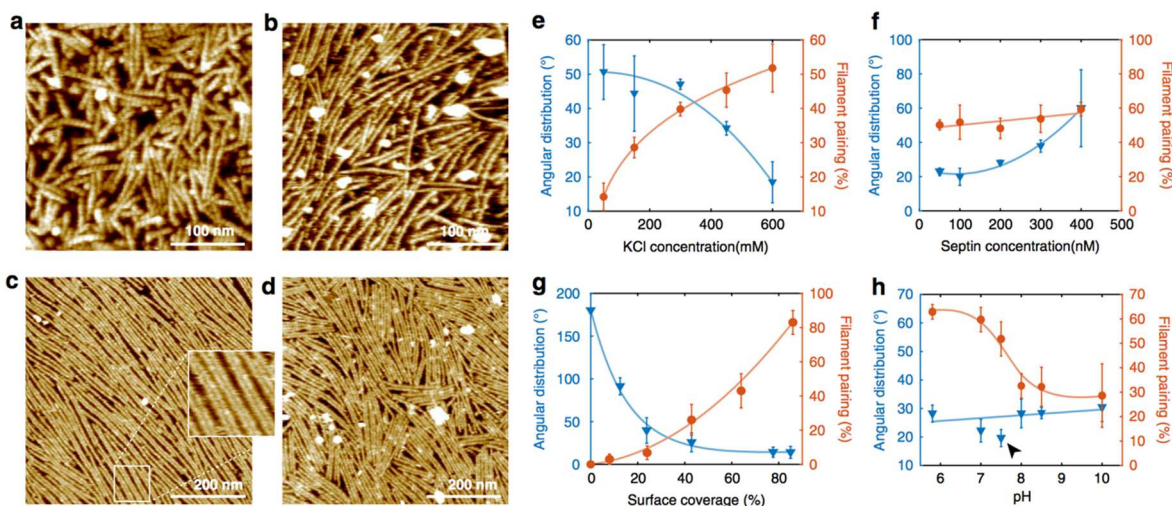 a
100 nm
b
100 nm
c
200 nm
d
200 nm
e
60
50
40
30
20
10
Angular distribution (°)
60
50
40
30
20
10
Filament pairing (%)
0 200 400 600
KCl concentration(mM)
f
100
80
60
40
20
0
Angular distribution (°)
100
80
60
40
20
0
Filament pairing (%)
0 100 200 300 400 500
Septin concentration(nM)
g
200
150
100
50
0
Angular distribution (°)
100
80
60
40
20
0
Filament pairing (%)
0 20 40 60 80
Surface coverage (%)
h
70
60
50
40
30
20
10
Angular distribution (°)
70
60
50
40
30
20
10
0
Filament pairing (%)
6 7 8 9 10
pH